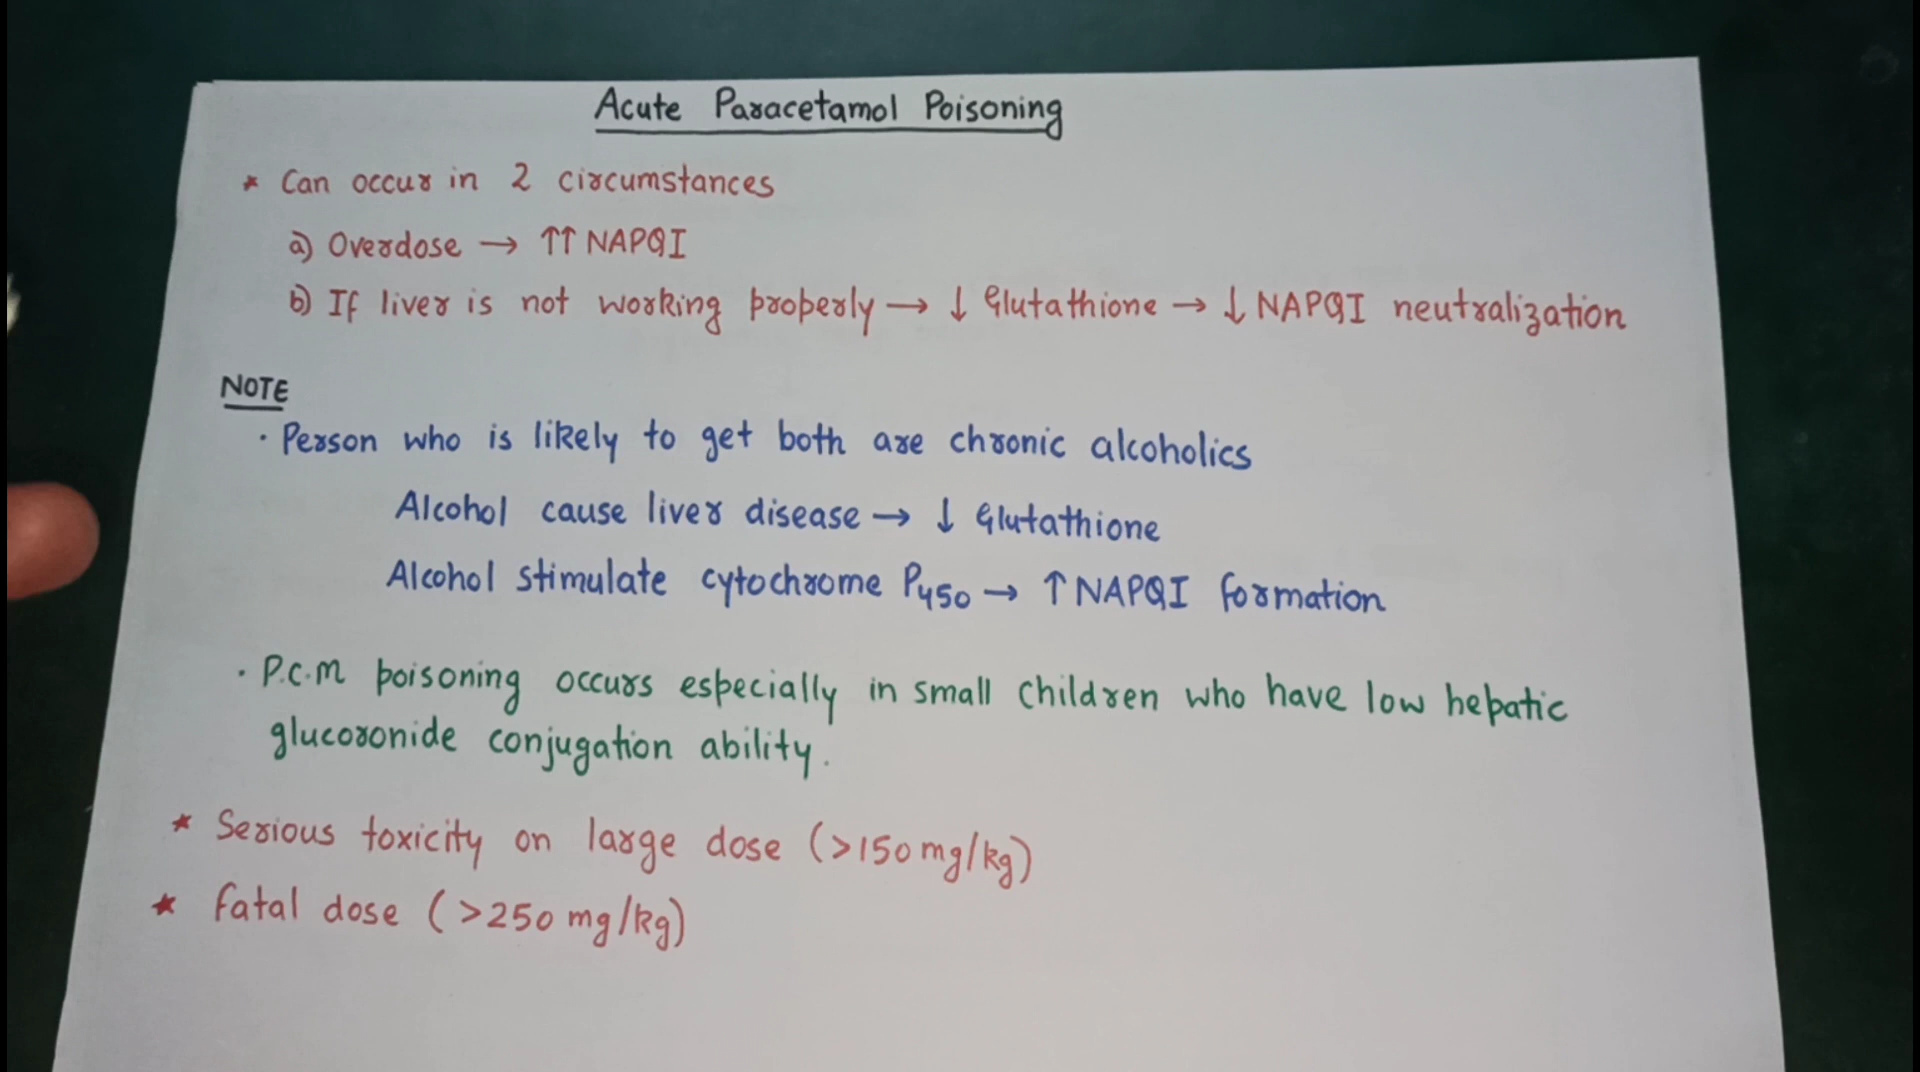 Acute Paracetamol Poisoning
* Can occur in 2 circumstances
a) Overdose → ↑↑ NAPQI
b) If liver is not working properly → ↓ Glutathione → ↓ NAPQI neutralization
NOTE
· Person who is likely to get both are chronic alcoholics
Alcohol cause liver disease → ↓ Glutathione
Alcohol stimulate cytochrome P450 → ↑ NAPQI formation
· P.C.M poisoning occurs especially in small children who have low hepatic
glucoronide conjugation ability.
* Serious toxicity on large dose (>150 mg/kg)
* fatal dose (>250 mg/kg)